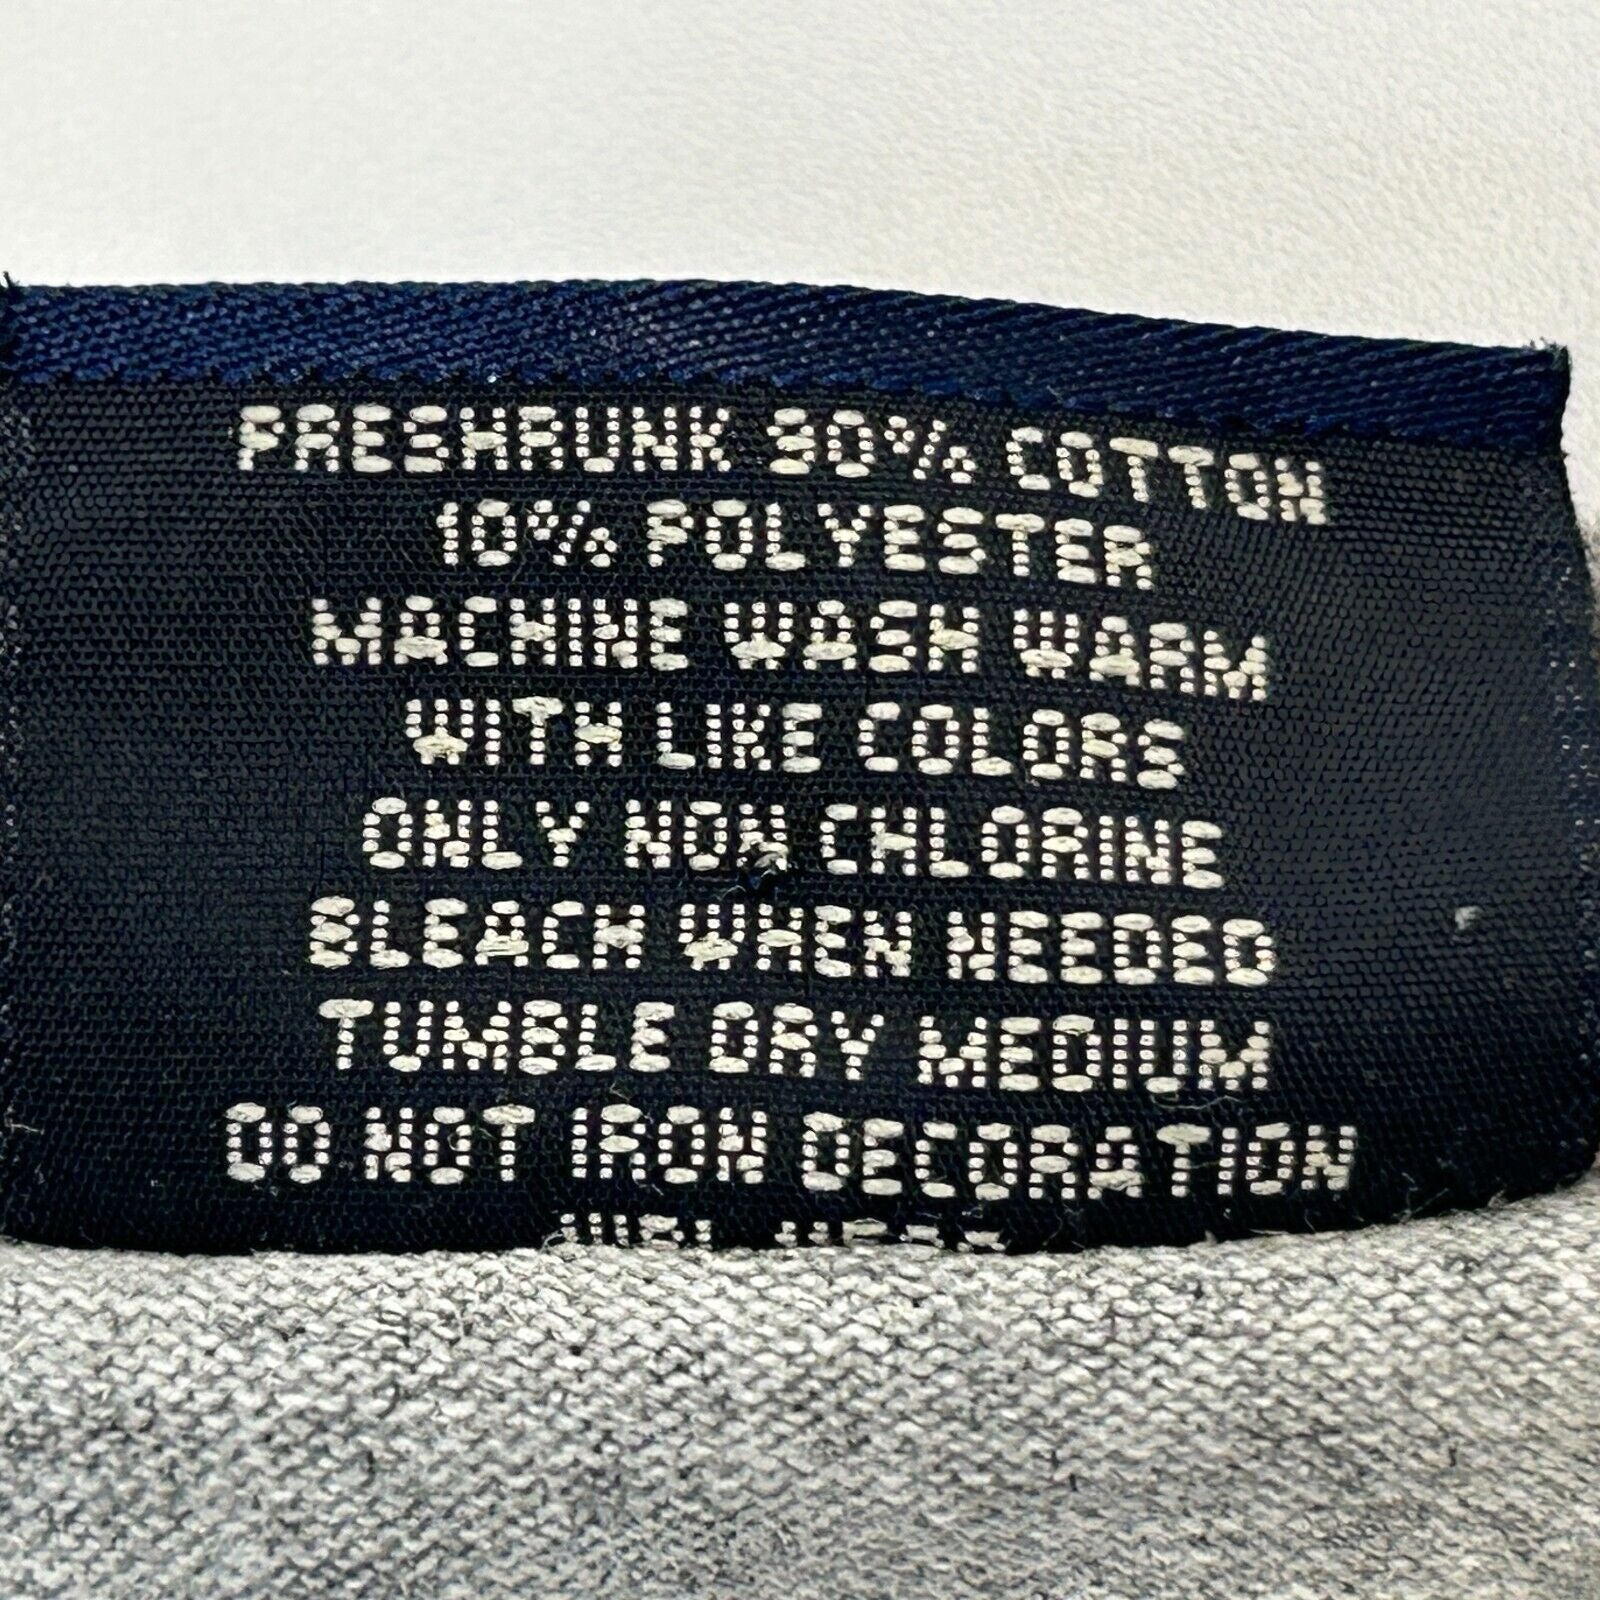 PRESHRUNK 90% COTTON
10% POLYESTER
MACHINE WASH WARM
WITH LIKE COLORS
ONLY NON CHLORINE
BLEACH WHEN NEEDED
TUMBLE DRY MEDIUM
DO NOT IRON DECORATION